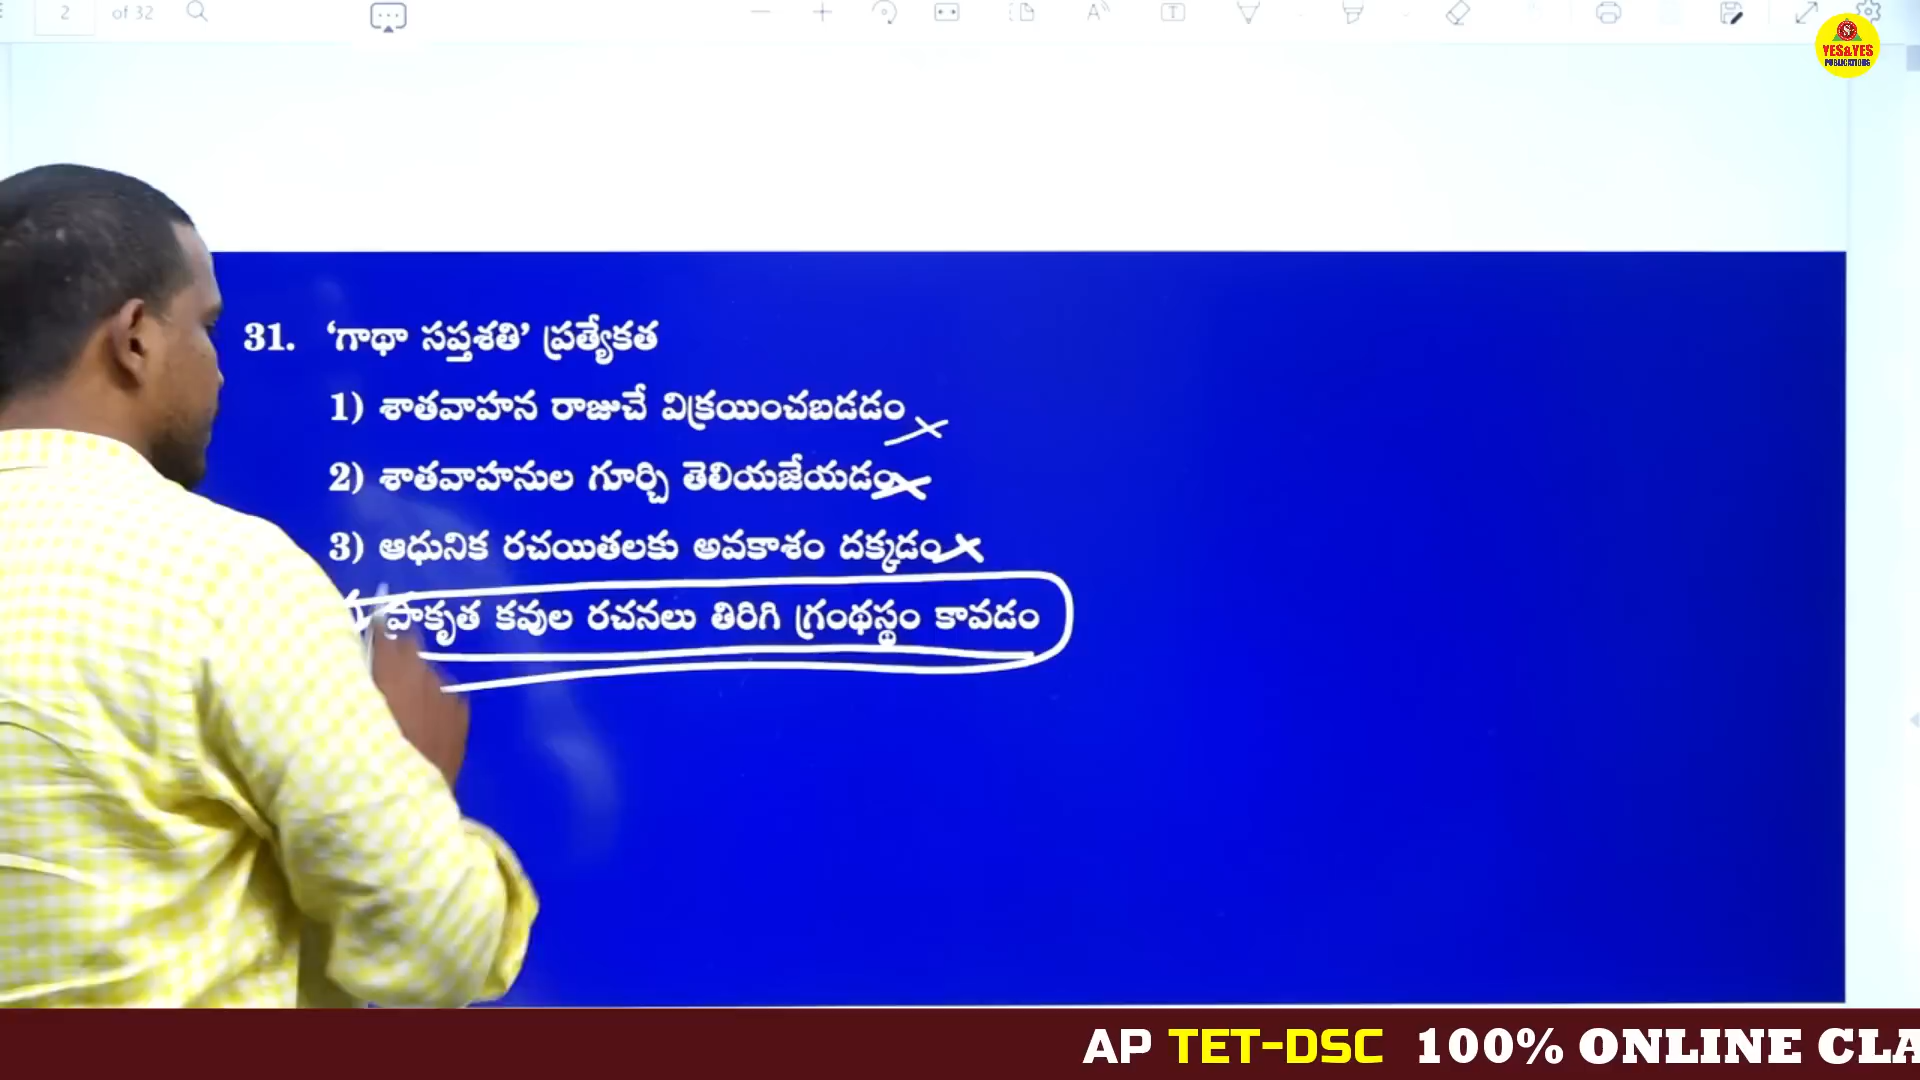 2 of 32
YES&YES
PUBLICATIONS
31. ‘గాథా సప్తశతి’ ప్రత్యేకత
1) శాతవాహన రాజుచే విక్రయించబడడం
2) శాతవాహనుల గూర్చి తెలియజేయడం
3) ఆధునిక రచయితలకు అవకాశం దక్కడం
ప్రాకృత కవుల రచనలు తిరిగి గ్రంథస్థం కావడం
AP TET-DSC 100% ONLINE CLA